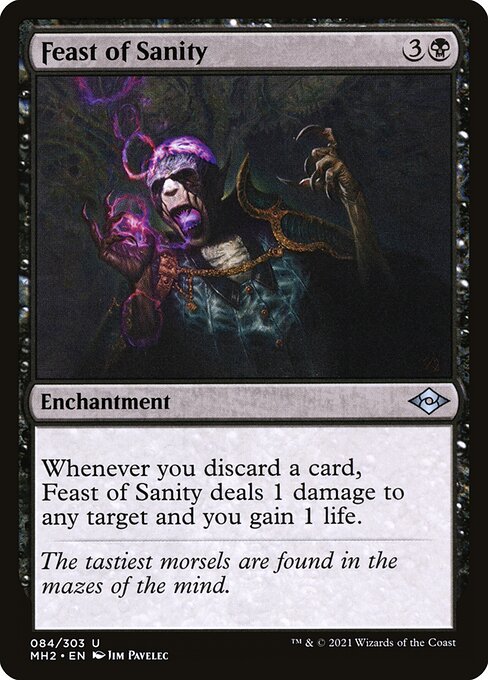 Feast of Sanity 3
Enchantment
Whenever you discard a card,
Feast of Sanity deals 1 damage to
any target and you gain 1 life.
The tastiest morsels are found in the
mazes of the mind.
084/303 U
MH2 • EN Jim Pavelec
™ & © 2021 Wizards of the Coast